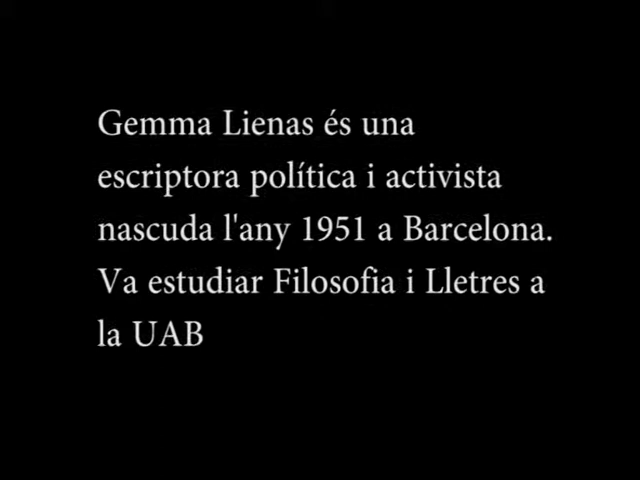 Gemma Lienas és una
escriptora política i activista
nascuda l'any 1951 a Barcelona.
Va estudiar Filosofia i Lletres a
la UAB